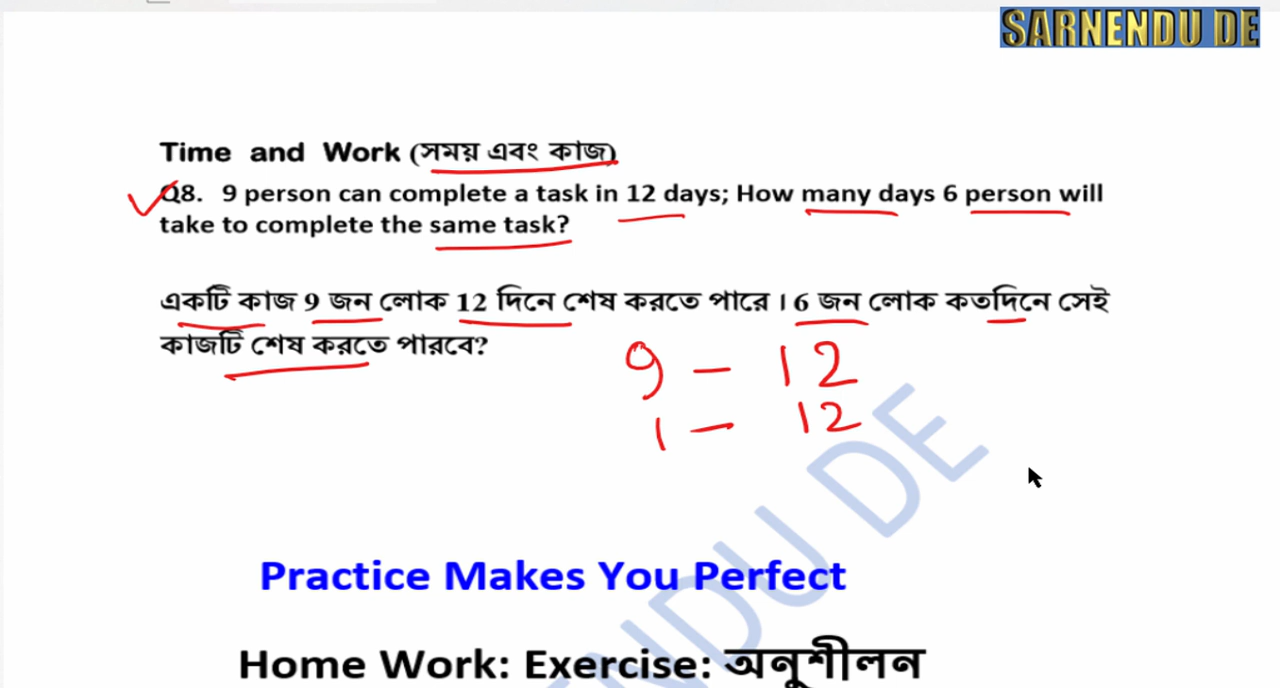 SARNENDU DE
Time and Work (সময় এবং কাজ)
Q8. 9 person can complete a task in 12 days; How many days 6 person will
take to complete the same task?
একটি কাজ 9 জন লোক 12 দিনে শেষ করতে পারে। 6 জন লোক কতদিনে সেই
কাজটি শেষ করতে পারবে?
9 - 12
1 - 12
Practice Makes You Perfect
Home Work: Exercise: অনুশীলন